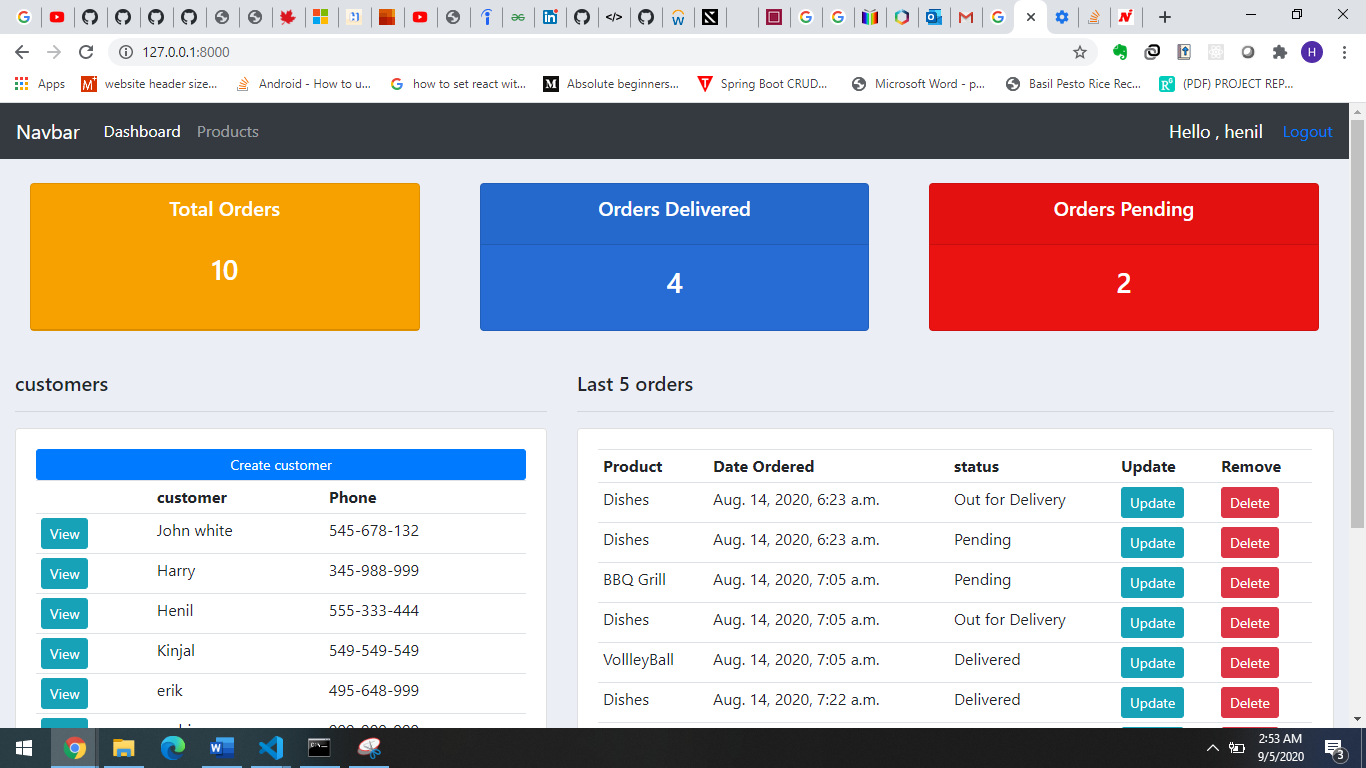 127.0.0.1:8000
H
Apps website header size... Android - How to u... how to set react wit... Absolute beginners... Spring Boot CRUD... Microsoft Word - p... Basil Pesto Rice Rec... (PDF) PROJECT REP...
Navbar Dashboard Products Hello , henil Logout
Total Orders
10
Orders Delivered
4
Orders Pending
2
customers
Create customer
customer Phone
View John white 545-678-132
View Harry 345-988-999
View Henil 555-333-444
View Kinjal 549-549-549
View erik 495-648-999
Last 5 orders
Product Date Ordered status Update Remove
Dishes Aug. 14, 2020, 6:23 a.m. Out for Delivery Update Delete
Dishes Aug. 14, 2020, 6:23 a.m. Pending Update Delete
BBQ Grill Aug. 14, 2020, 7:05 a.m. Pending Update Delete
Dishes Aug. 14, 2020, 7:05 a.m. Out for Delivery Update Delete
VollleyBall Aug. 14, 2020, 7:05 a.m. Delivered Update Delete
Dishes Aug. 14, 2020, 7:22 a.m. Delivered Update Delete
2:53 AM
9/5/2020
3